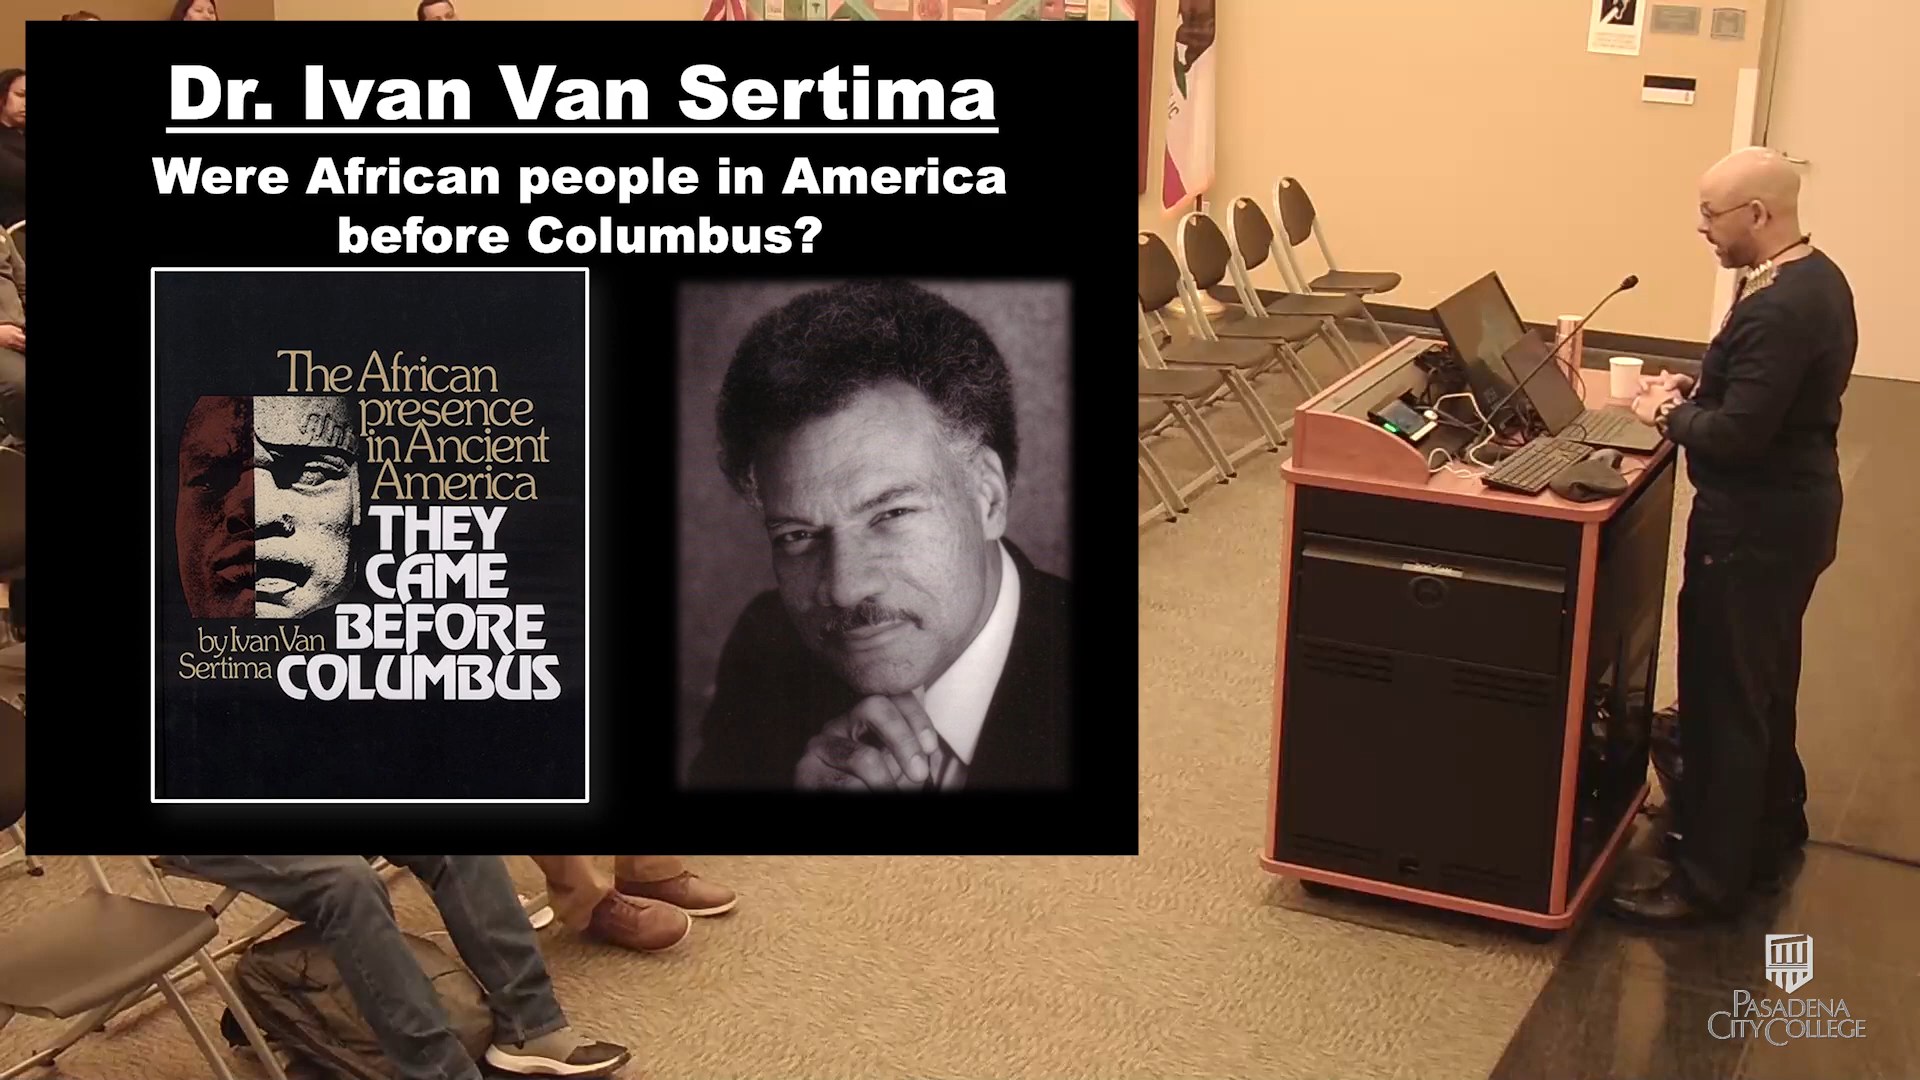 Dr. Ivan Van Sertima
Were African people in America
before Columbus?
The African
presence
in Ancient
America
THEY
CAME
BEFORE
COLUMBUS
by Ivan Van
Sertima
PASADENA
CITY COLLEGE